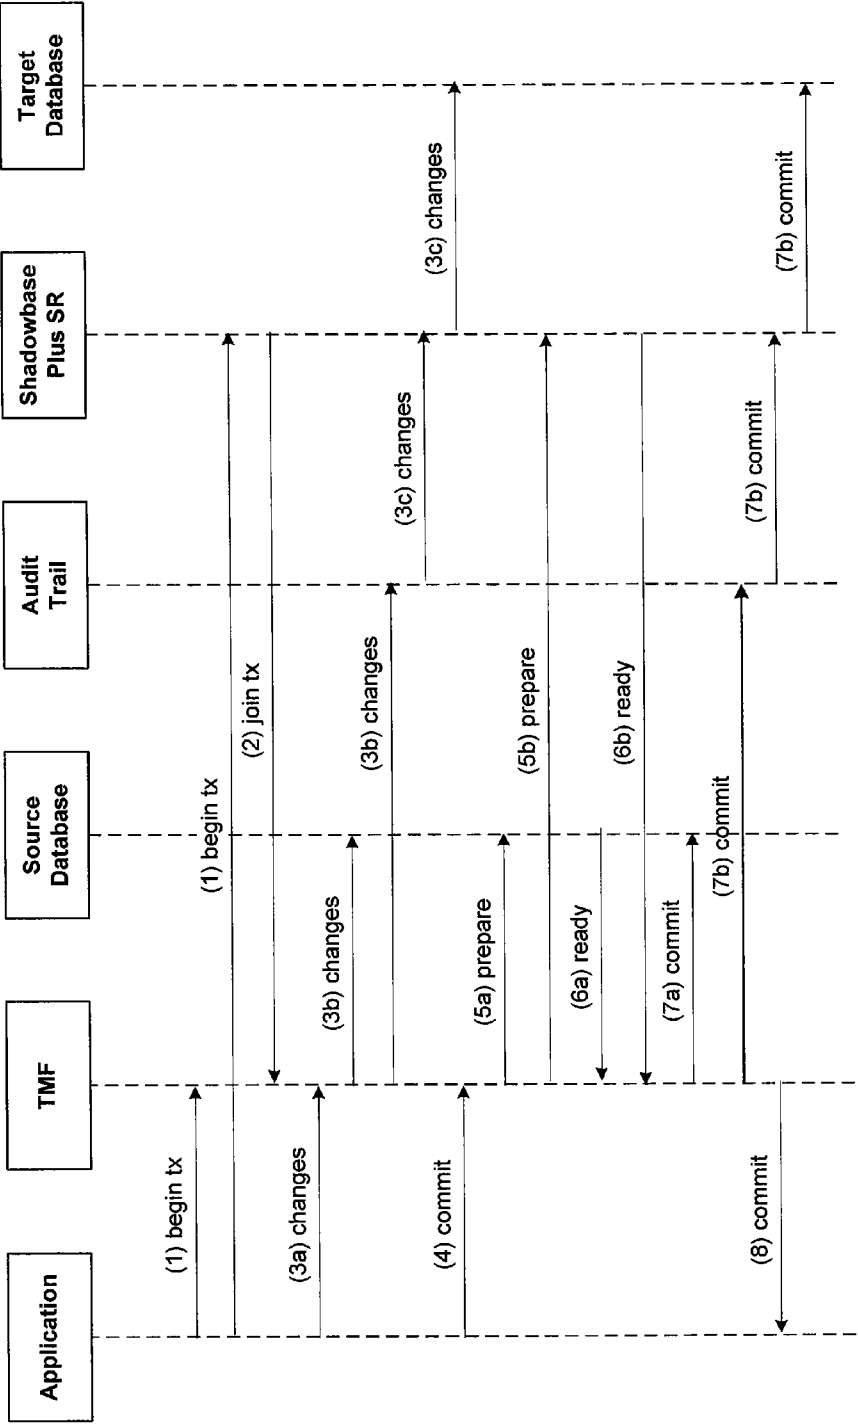 Application
TMF
Source
Database
Audit
Trail
Shadowbase
Plus SR
Target
Database
(1) begin tx
(1) begin tx
(2) join tx
(3a) changes
(3b) changes
(3b) changes
(3c) changes
(3c) changes
(4) commit
(5a) prepare
(5b) prepare
(6a) ready
(6b) ready
(7a) commit
(7b) commit
(7b) commit
(7b) commit
(8) commit